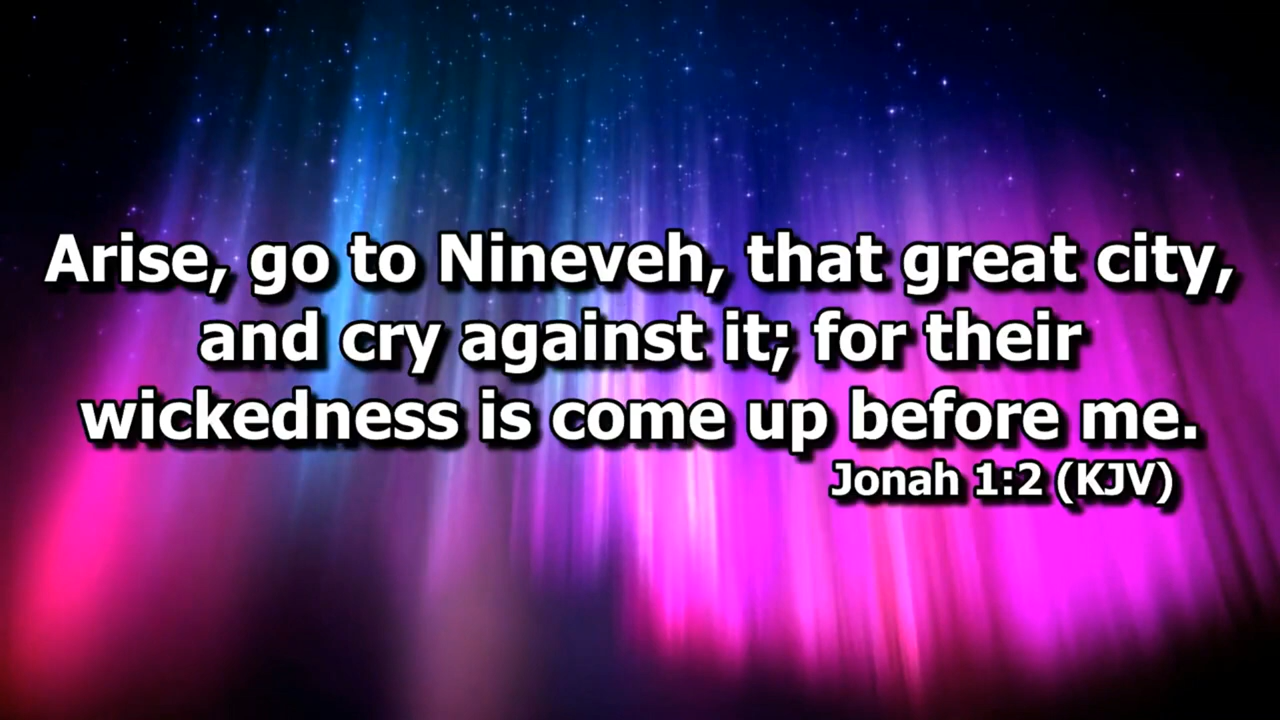 Arise, go to Nineveh, that great city,
and cry against it; for their
wickedness is come up before me.
Jonah 1:2 (KJV)